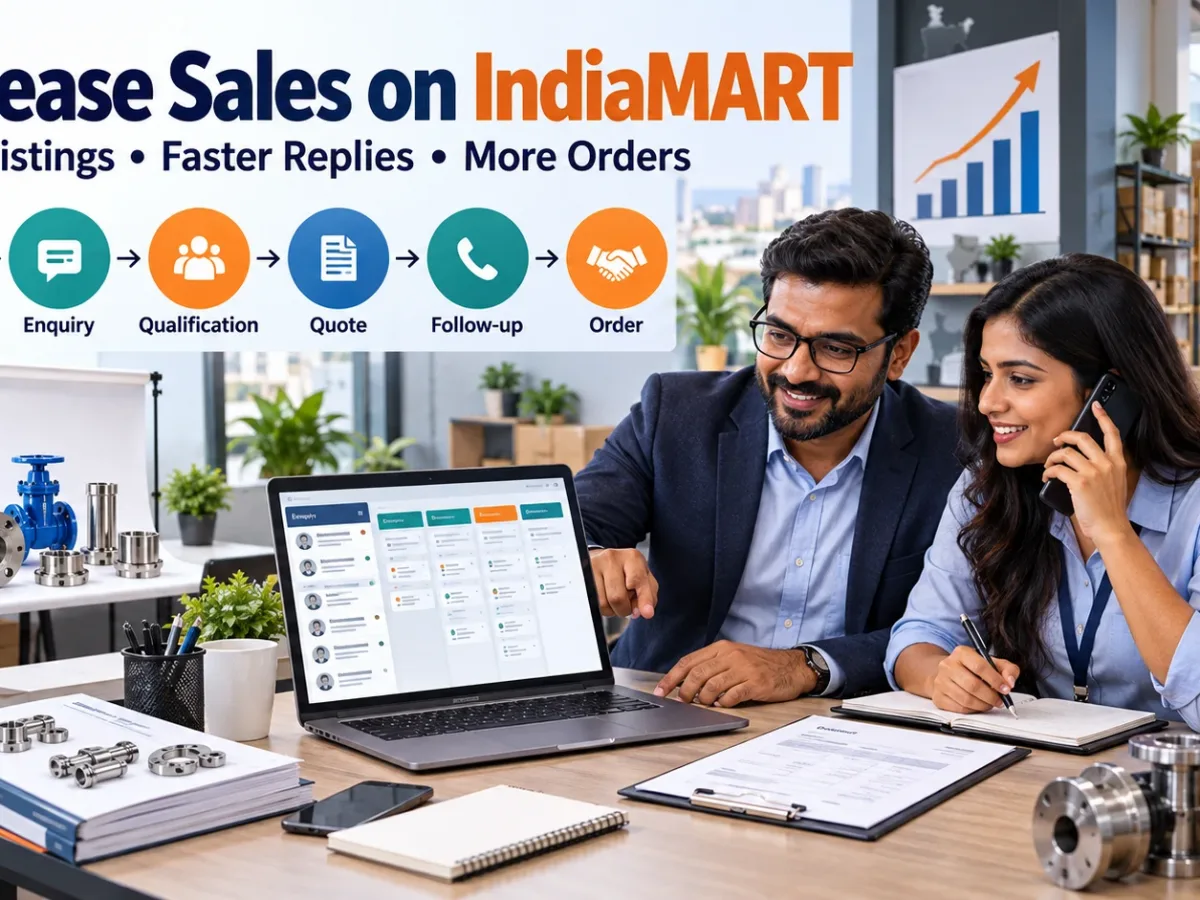 ease Sales on IndiaMART
istings • Faster Replies • More Orders
Enquiry
Qualification
Quote
Follow-up
Order